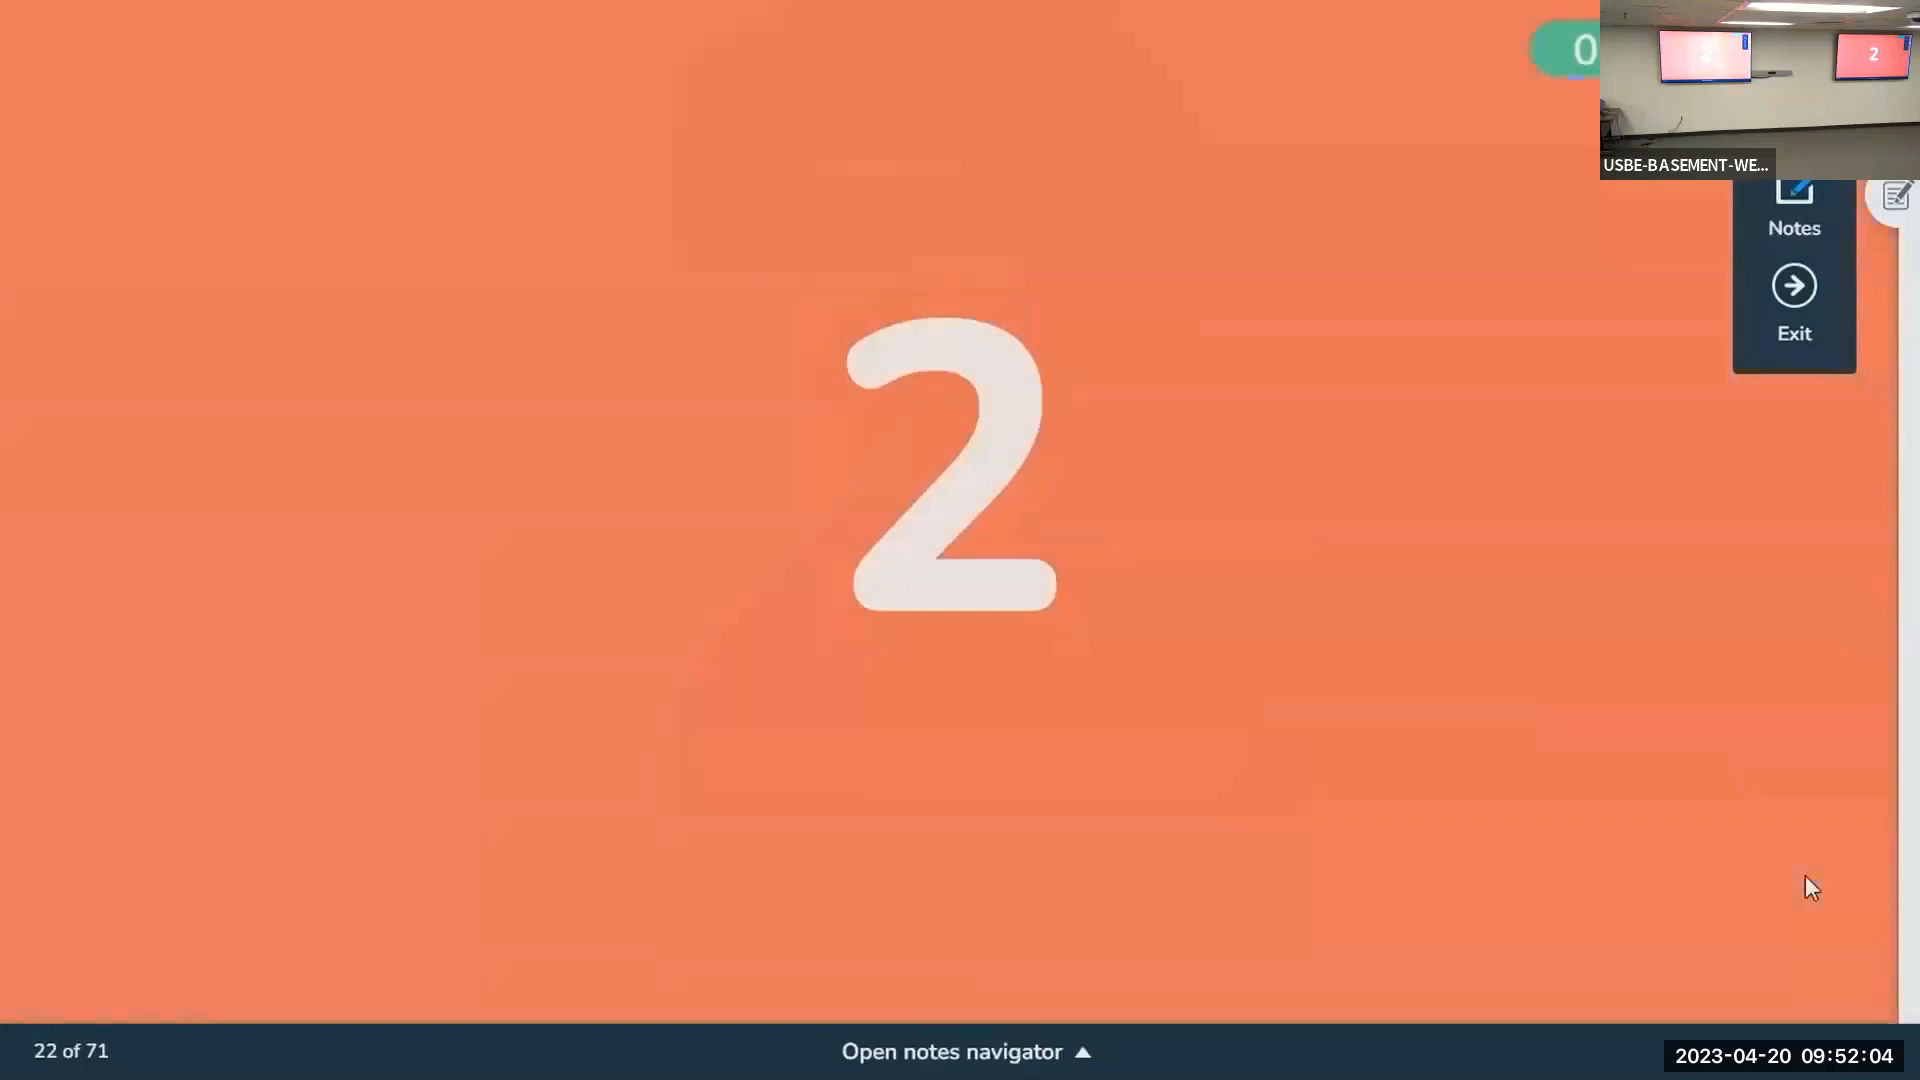 0
2
USBE-BASEMENT-WE...
Notes
Exit
2
22 of 71
Open notes navigator
2023-04-20 09:52:04